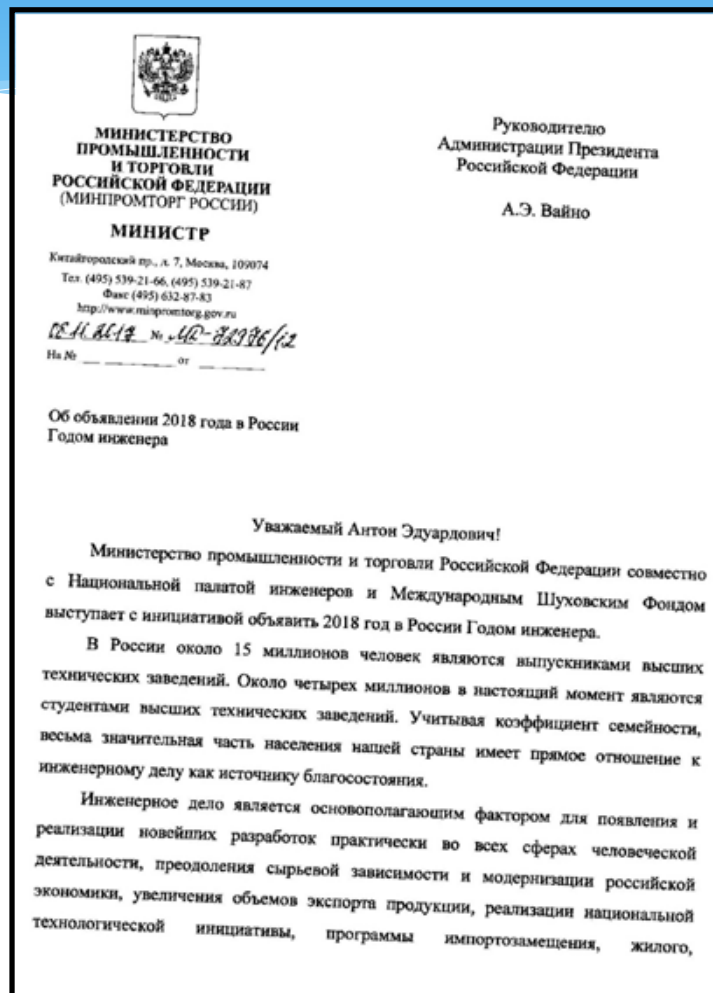 МИНИСТЕРСТВО
ПРОМЫШЛЕННОСТИ
И ТОРГОВЛИ
РОССИЙСКОЙ ФЕДЕРАЦИИ
(МИНПРОМТОРГ РОССИИ)
МИНИСТР
Китайгородский пр., д. 7, Москва, 109074
Тел. (495) 539-21-66, (495) 539-21-87
Факс (495) 632-87-83
http://www.minpromtorg.gov.ru
№ 72976/12
На № от
Руководителю
Администрации Президента
Российской Федерации
А.Э. Вайно
Об объявлении 2018 года в России
Годом инженера
Уважаемый Антон Эдуардович!
Министерство промышленности и торговли Российской Федерации совместно
с Национальной палатой инженеров и Международным Шуховским Фондом
выступает с инициативой объявить 2018 год в России Годом инженера.
В России около 15 миллионов человек являются выпускниками высших
технических заведений. Около четырех миллионов в настоящий момент являются
студентами высших технических заведений. Учитывая коэффициент семейности,
весьма значительная часть населения нашей страны имеет прямое отношение к
инженерному делу как источнику благосостояния.
Инженерное дело является основополагающим фактором для появления и
реализации новейших разработок практически во всех сферах человеческой
деятельности, преодоления сырьевой зависимости и модернизации российской
экономики, увеличения объемов экспорта продукции, реализации национальной
технологической инициативы, программы импортозамещения, жилого,